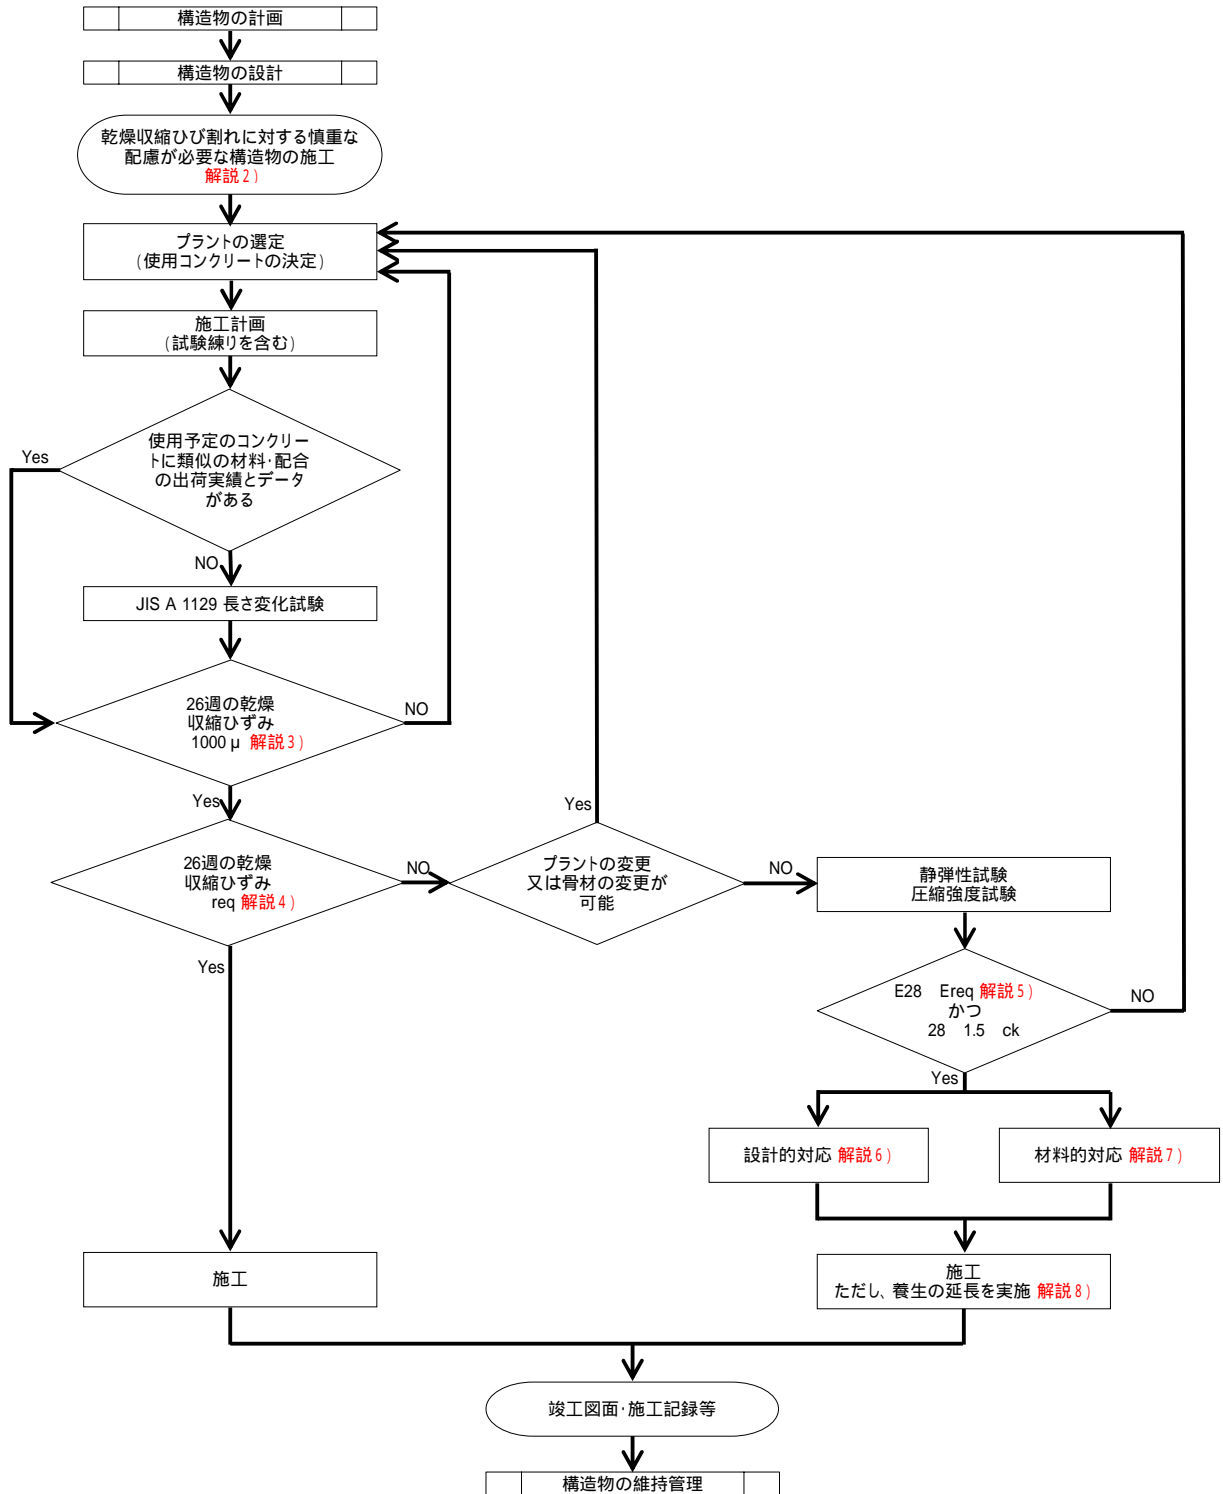 構造物の計画
構造物の設計
乾燥収縮ひび割れに対する慎重な
配慮が必要な構造物の施工
解説2)
プラントの選定
(使用コンクリートの決定)
施工計画
(試験練りを含む)
使用予定のコンクリー
トに類似の材料・配合
の出荷実績とデータ
がある
Yes
NO
JIS A 1129 長さ変化試験
26週の乾燥
収縮ひずみ
1000μ 解説3)
NO
Yes
26週の乾燥
収縮ひずみ
req 解説4)
NO
Yes
プラントの変更
又は骨材の変更が
可能
Yes
NO
静弾性試験
圧縮強度試験
E28 Ereq 解説5)
かつ
28 1.5 ck
NO
Yes
設計的対応 解説6)
材料的対応 解説7)
施工
施工
ただし、養生の延長を実施 解説8)
竣工図面・施工記録等
構造物の維持管理